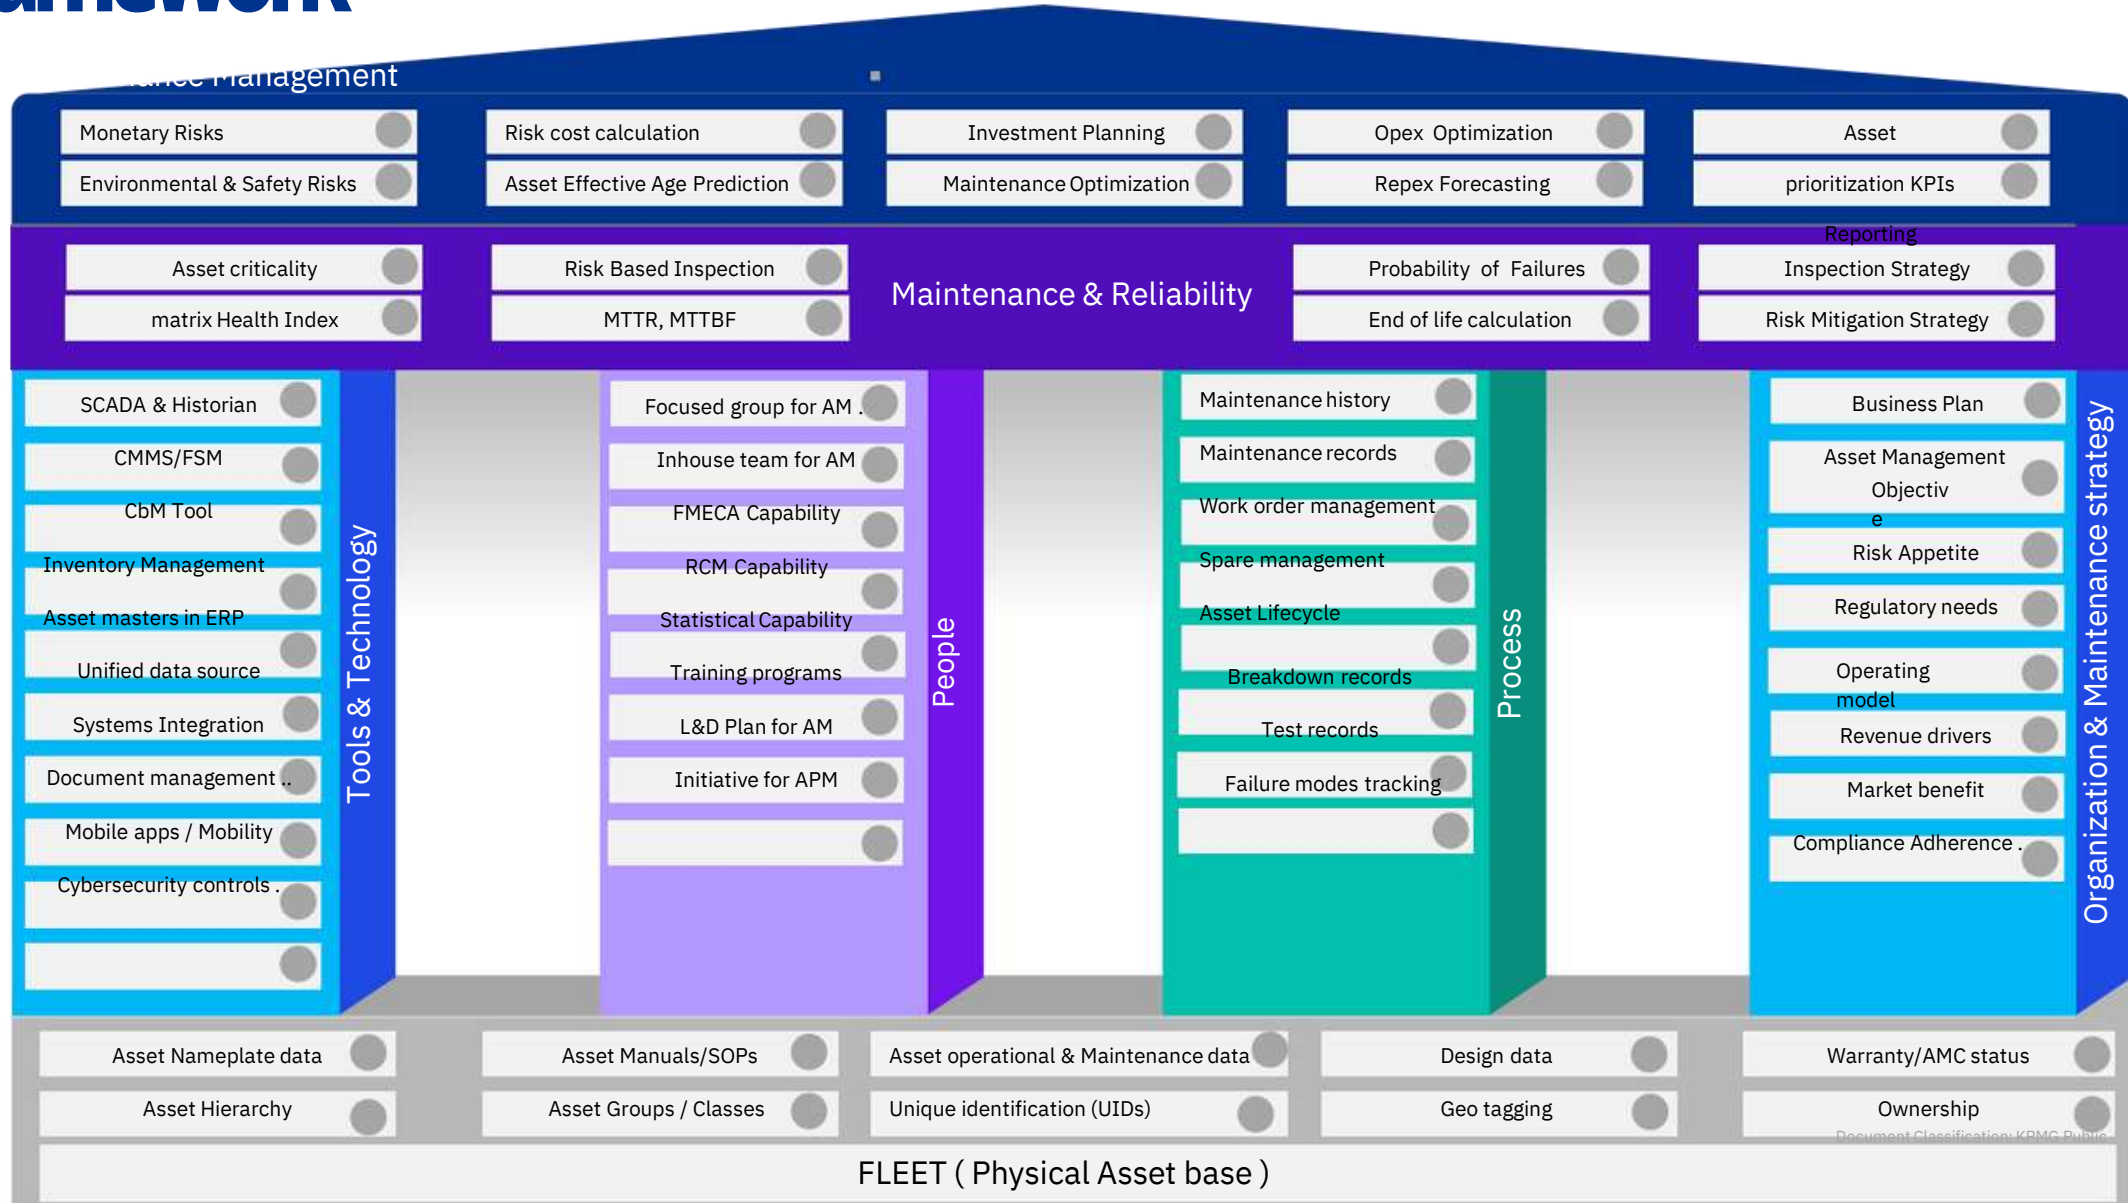 Management
Monetary Risks
Environmental & Safety Risks
Risk cost calculation
Asset Effective Age Prediction
Investment Planning
Maintenance Optimization
Opex Optimization
Repex Forecasting
Asset
prioritization KPIs
Reporting
Asset criticality
matrix Health Index
Risk Based Inspection
MTTR, MTTBF
Maintenance & Reliability
Probability of Failures
End of life calculation
Inspection Strategy
Risk Mitigation Strategy
SCADA & Historian
CMMS/FSM
CbM Tool
Inventory Management
Asset masters in ERP
Unified data source
Systems Integration
Document management ..
Mobile apps / Mobility
Cybersecurity controls .
Tools & Technology
Focused group for AM .
Inhouse team for AM
FMECA Capability
RCM Capability
Statistical Capability
Training programs
L&D Plan for AM
Initiative for APM
People
Maintenance history
Maintenance records
Work order management
Spare management
Asset Lifecycle
Breakdown records
Test records
Failure modes tracking
Process
Business Plan
Asset Management
Objectiv
e
Risk Appetite
Regulatory needs
Operating
model
Revenue drivers
Market benefit
Compliance Adherence .
Organization & Maintenance strategy
Asset Nameplate data
Asset Hierarchy
Asset Manuals/SOPs
Asset Groups / Classes
Asset operational & Maintenance data
Unique identification (UIDs)
Design data
Geo tagging
Warranty/AMC status
Ownership
Document Classification: KPMG Public
FLEET ( Physical Asset base )